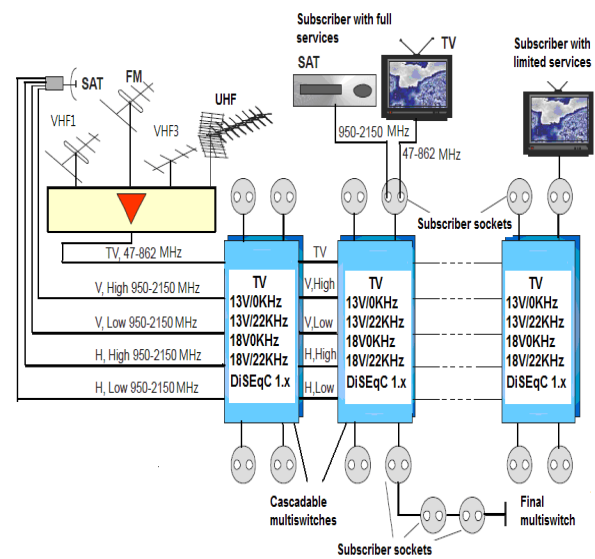 Subscriber with full
services
SAT
TV
Subscriber with
limited services
SAT
FM
UHF
VHF1
VHF3
950-2150 MHz
47-862 MHz
Subscriber sockets
TV, 47-862 MHz
V, High 950-2150 MHz
V, Low 950-2150 MHz
H, High 950-2150 MHz
H, Low 950-2150 MHz
TV
13V/0KHz
13V/22KHz
18V0KHz
18V/22KHz
DiSEqC 1.x
TV
V,High
V,Low
H,High
H,Low
TV
13V/0KHz
13V/22KHz
18V0KHz
18V/22KHz
DiSEqC 1.x
TV
13V/0KHz
13V/22KHz
18V0KHz
18V/22KHz
DiSEqC 1.x
Cascadable
multiswitches
Final
multiswitch
Subscriber sockets